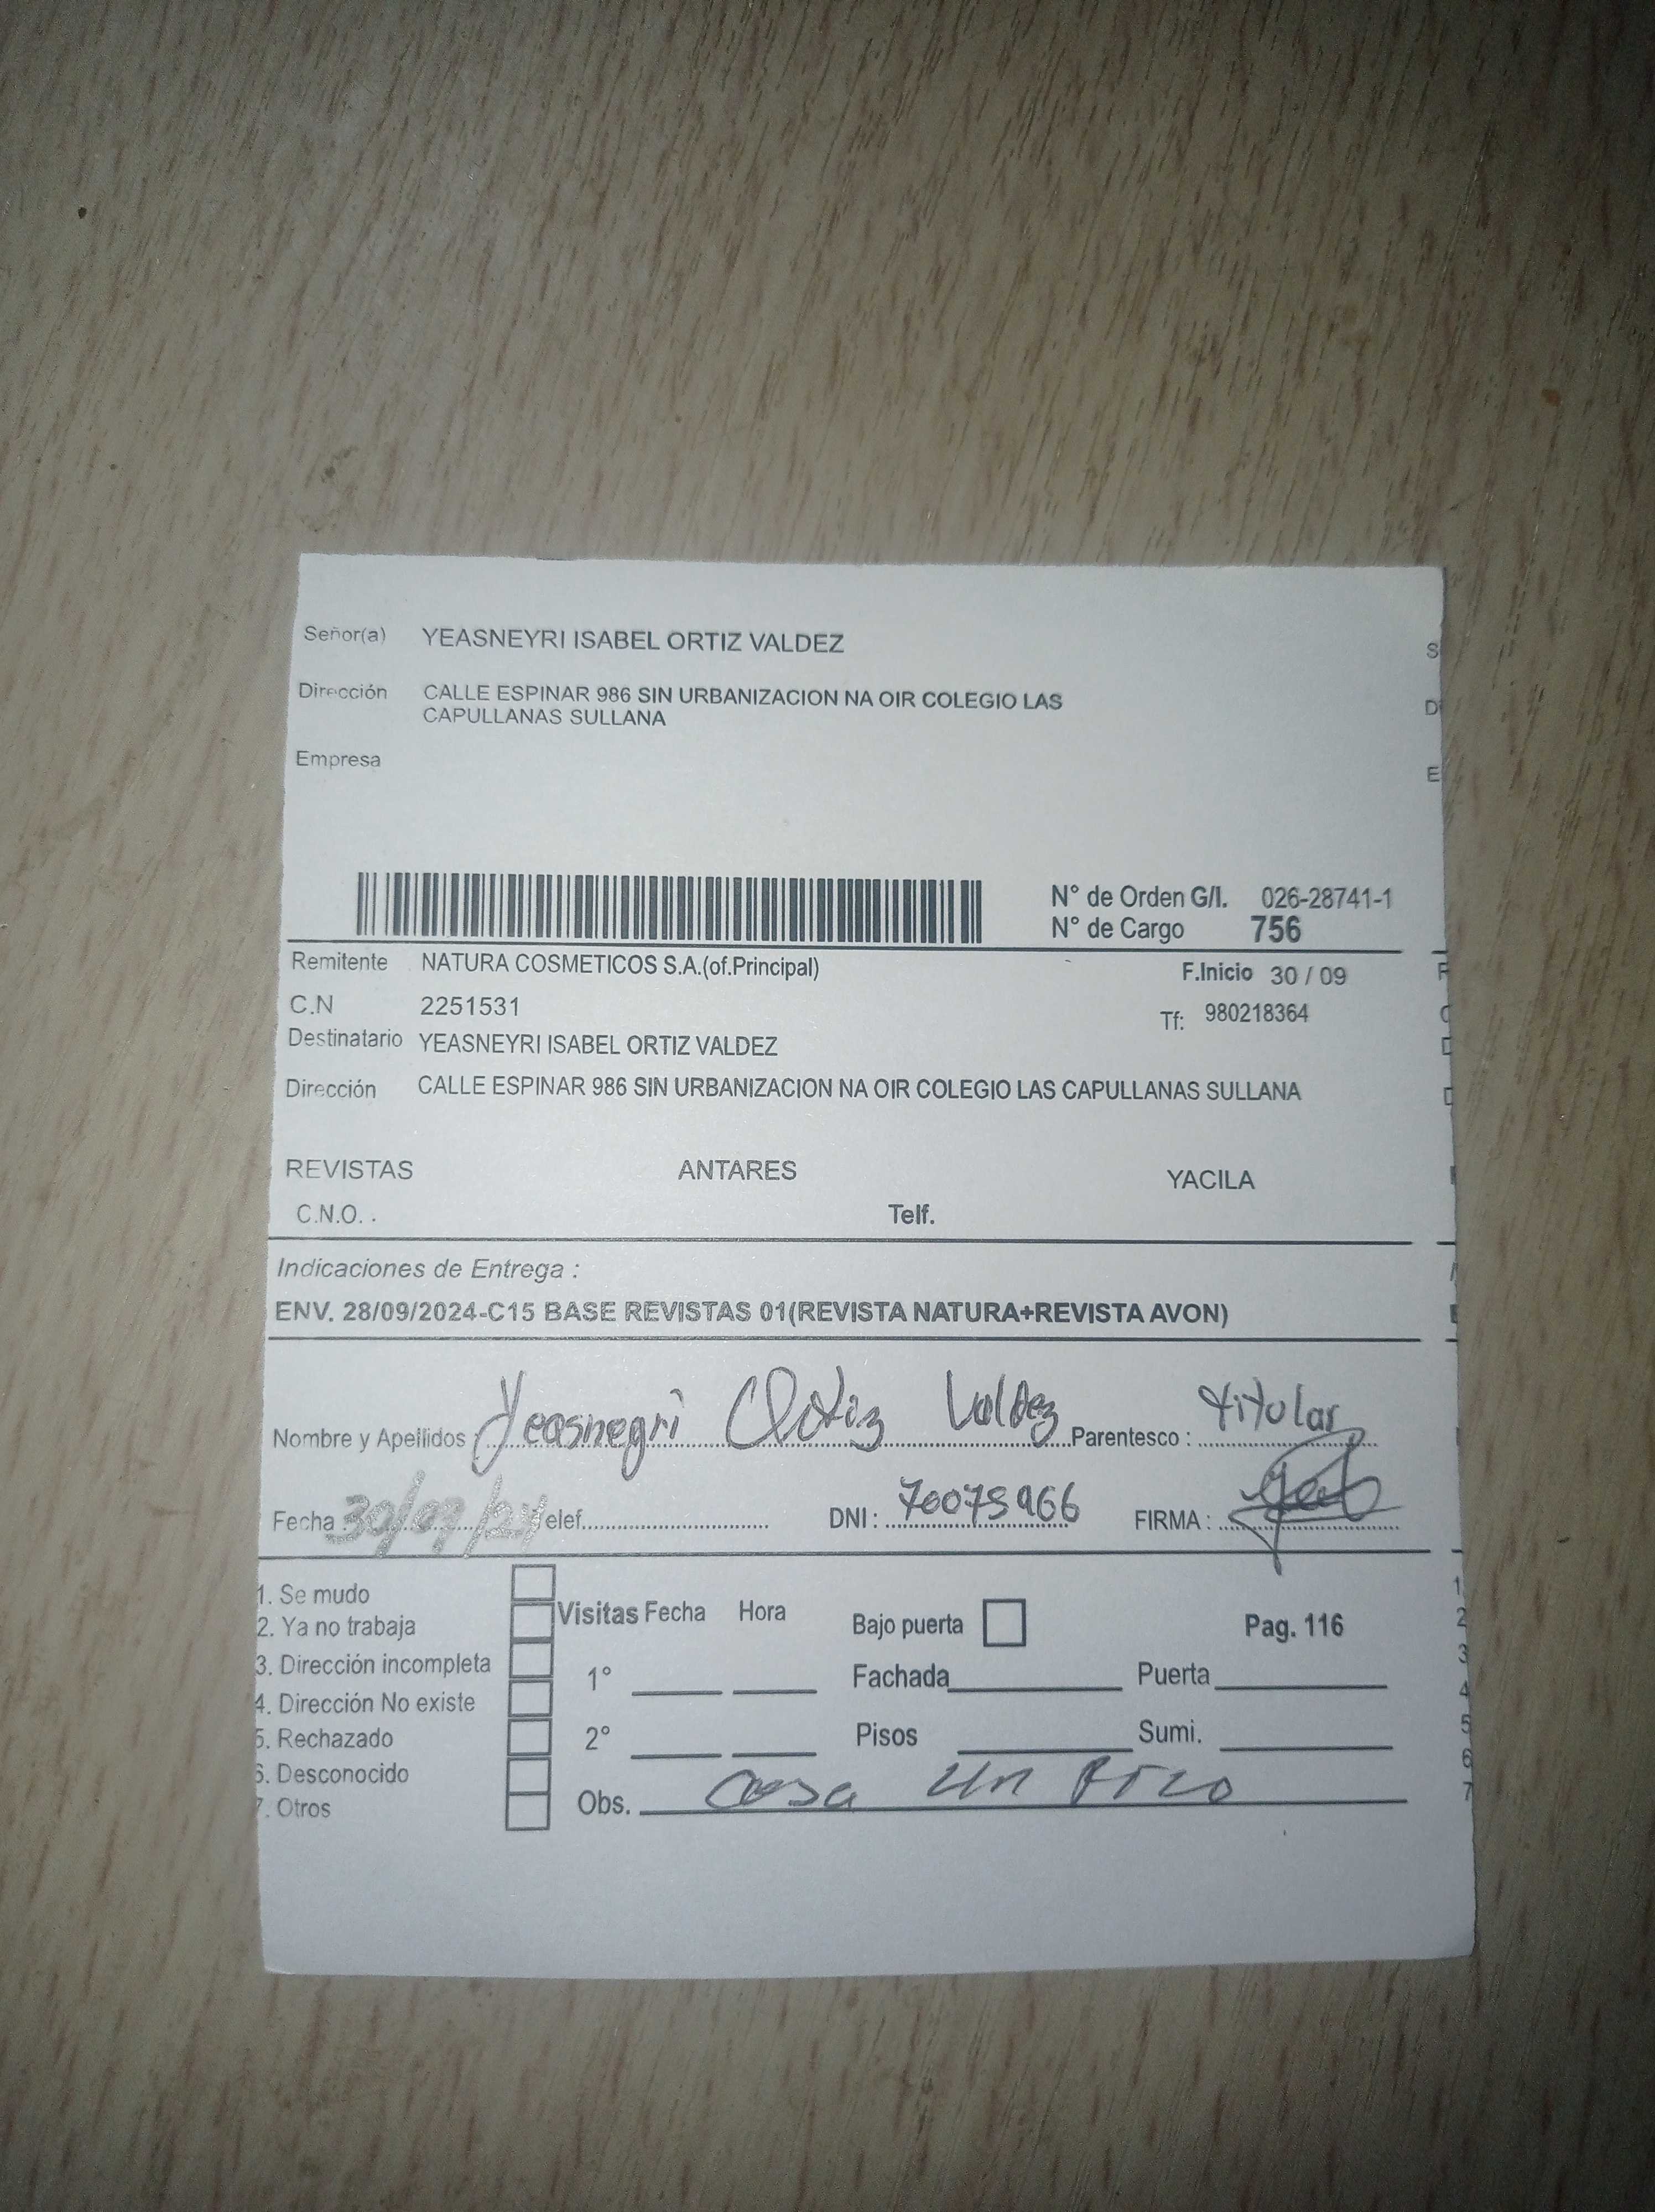 Señor(a) YEASNEYRI ISABEL ORTIZ VALDEZ
Dirección CALLE ESPINAR 986 SIN URBANIZACION NA OIR COLEGIO LAS
CAPULLANAS SULLANA
Empresa
N° de Orden G/I. 026-28741-1
N° de Cargo 756
Remitente NATURA COSMETICOS S.A.(of.Principal) F.Inicio 30 / 09
C.N 2251531 Tf: 980218364
Destinatario YEASNEYRI ISABEL ORTIZ VALDEZ
Dirección CALLE ESPINAR 986 SIN URBANIZACION NA OIR COLEGIO LAS CAPULLANAS SULLANA
REVISTAS ANTARES YACILA
C.N.O. . Telf.
Indicaciones de Entrega :
ENV. 28/09/2024-C15 BASE REVISTAS 01(REVISTA NATURA+REVISTA AVON)
Nombre y Apellidos : Yeasneyri Ortiz Valdez Parentesco : titular
Fecha : 30/09/24 elef. DNI : 70075966 FIRMA :
1. Se mudo
2. Ya no trabaja
3. Dirección incompleta
4. Dirección No existe
5. Rechazado
6. Desconocido
7. Otros
Visitas Fecha Hora Bajo puerta Pag. 116
1° Fachada Puerta
2° Pisos Sumi.
Obs. casa un